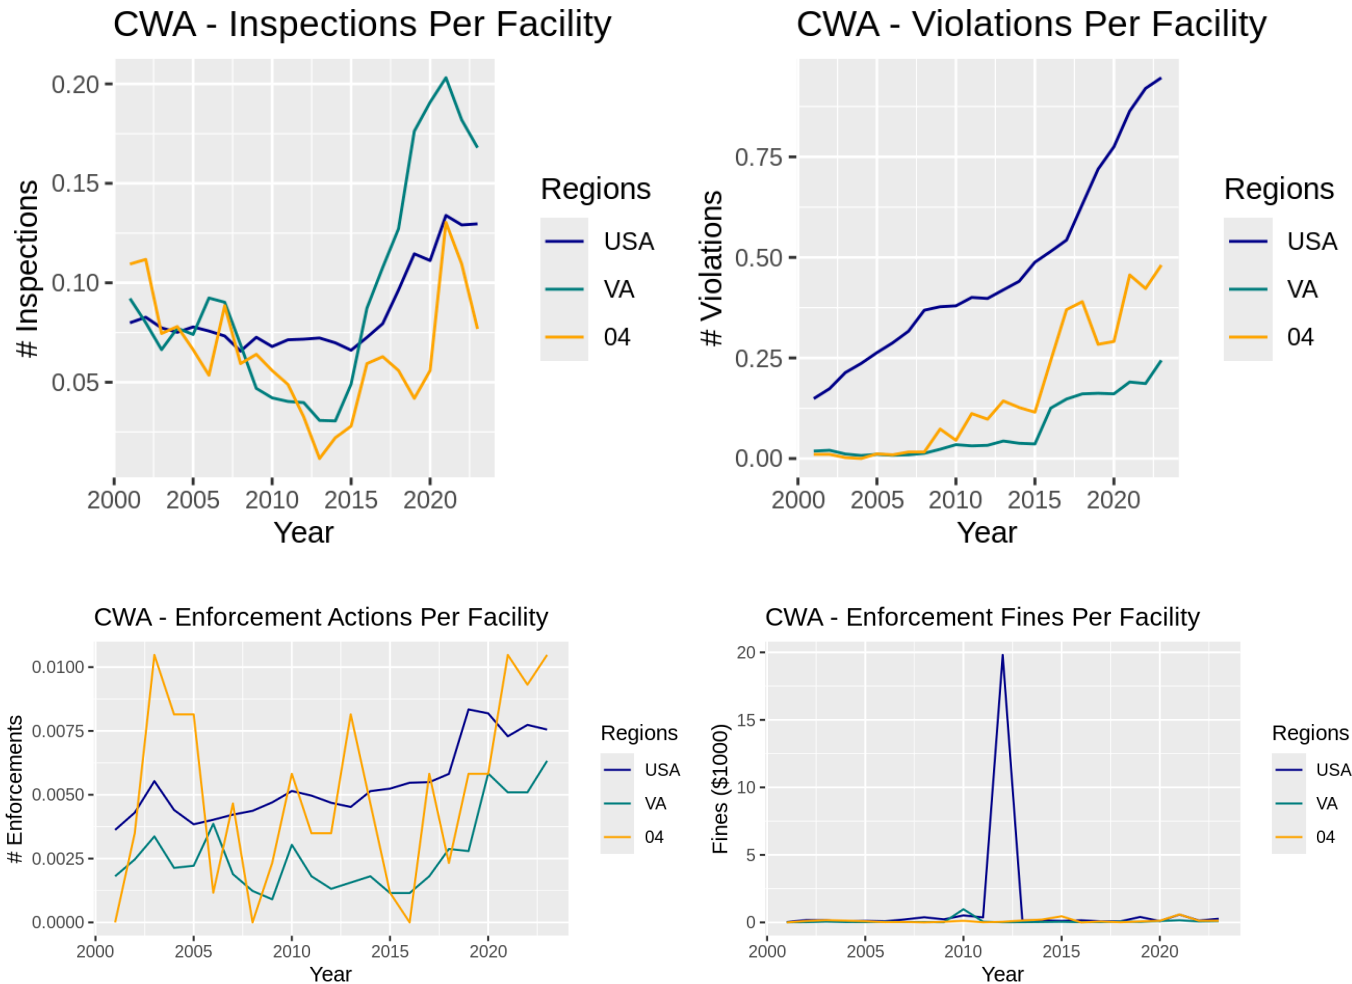 CWA - Inspections Per Facility
# Inspections
0.20
0.15
0.10
0.05
2000 2005 2010 2015 2020
Year
Regions
USA
VA
04
CWA - Violations Per Facility
# Violations
0.75
0.50
0.25
0.00
2000 2005 2010 2015 2020
Year
Regions
USA
VA
04
CWA - Enforcement Actions Per Facility
# Enforcements
0.0100
0.0075
0.0050
0.0025
0.0000
2000 2005 2010 2015 2020
Year
Regions
USA
VA
04
CWA - Enforcement Fines Per Facility
Fines ($1000)
20
15
10
5
0
2000 2005 2010 2015 2020
Year
Regions
USA
VA
04